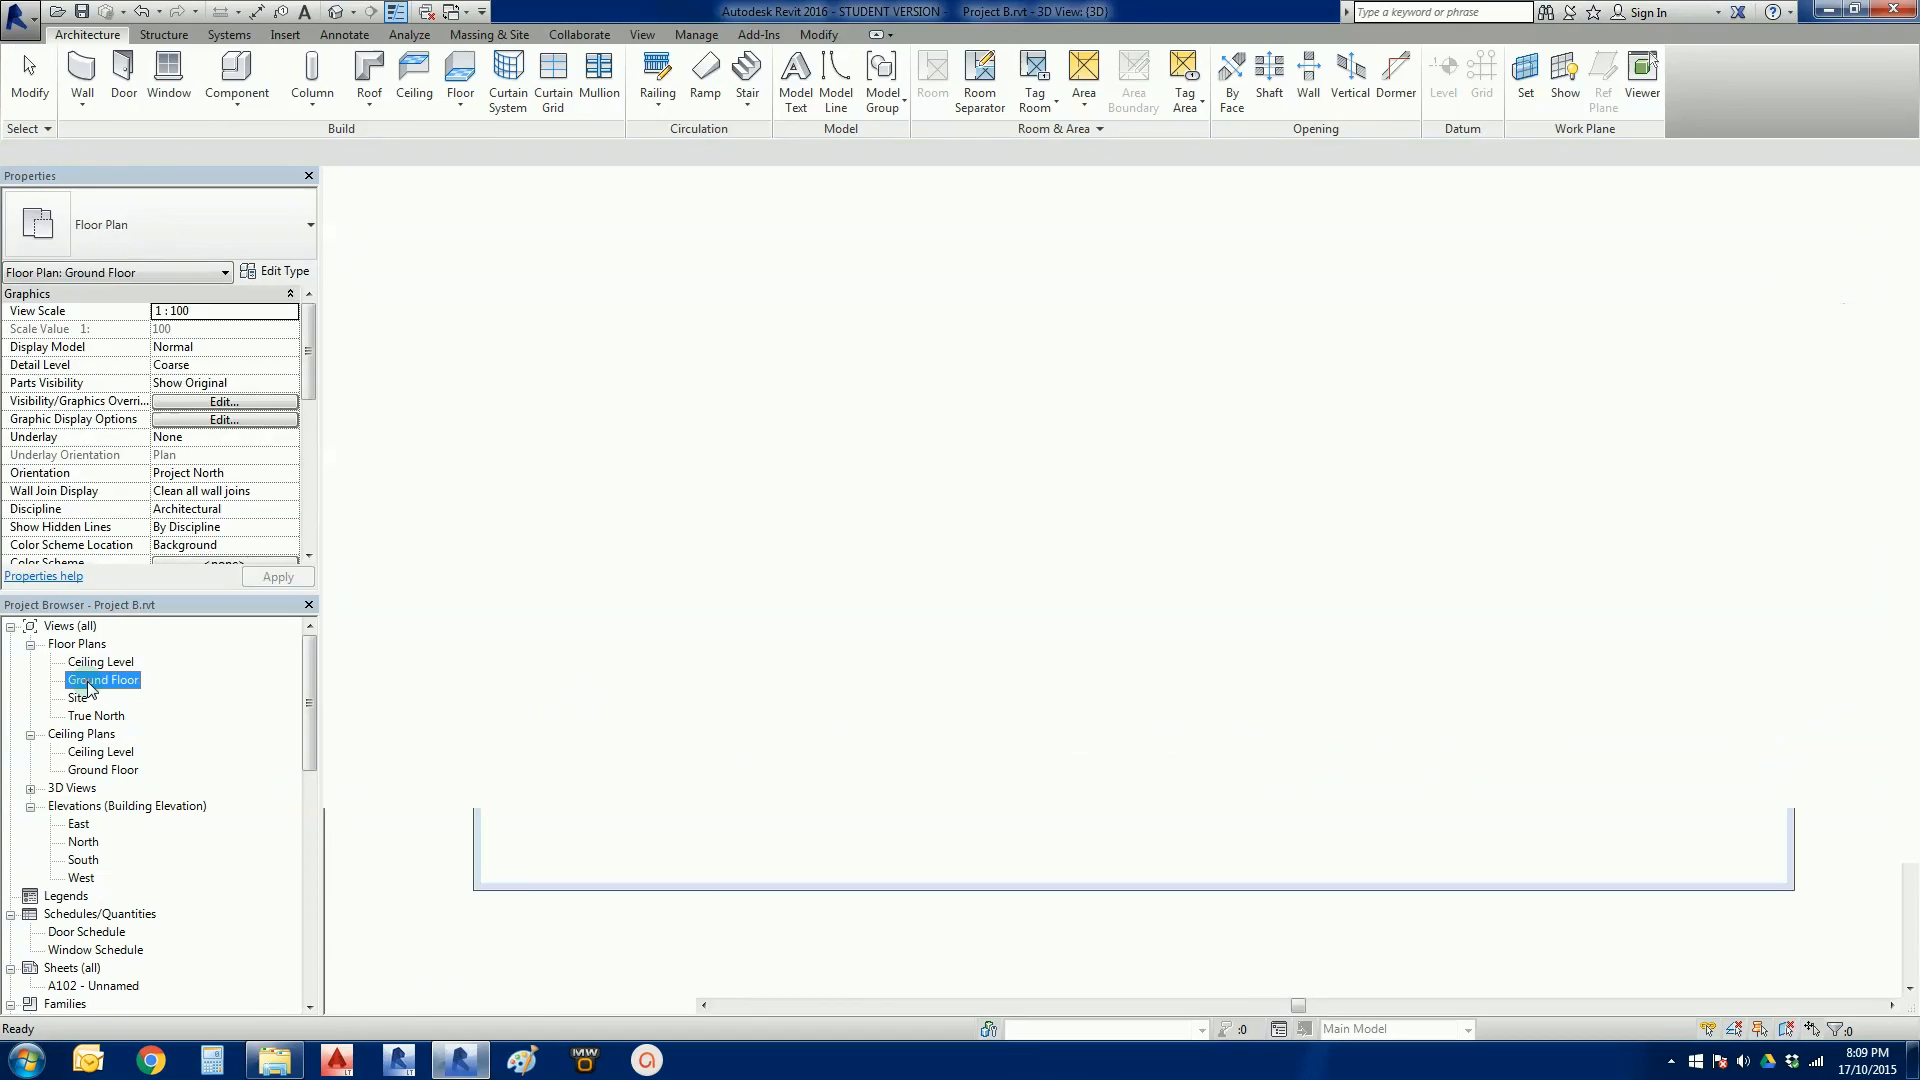 Autodesk Revit 2016 - STUDENT VERSION - Project B.rvt - 3D View: {3D}
Type a keyword or phrase
Sign In
Architecture Structure Systems Insert Annotate Analyze Massing & Site Collaborate View Manage Add-Ins Modify
Modify Wall Door Window Component Column Roof Ceiling Floor Curtain System Curtain Grid Mullion Railing Ramp Stair Model Text Model Line Model Group Room Room Separator Tag Room Area Area Boundary Tag Area By Face Shaft Wall Vertical Dormer Level Grid Set Show Ref Plane Viewer
Select Build Circulation Model Room & Area Opening Datum Work Plane
Properties
Floor Plan
Floor Plan: Ground Floor Edit Type
Graphics
View Scale 1 : 100
Scale Value 1: 100
Display Model Normal
Detail Level Coarse
Parts Visibility Show Original
Visibility/Graphics Overri... Edit...
Graphic Display Options Edit...
Underlay None
Underlay Orientation Plan
Orientation Project North
Wall Join Display Clean all wall joins
Discipline Architectural
Show Hidden Lines By Discipline
Color Scheme Location Background
Color Scheme <none>
Properties help Apply
Project Browser - Project B.rvt
Views (all)
Floor Plans
Ceiling Level
Ground Floor
Site
True North
Ceiling Plans
Ceiling Level
Ground Floor
3D Views
Elevations (Building Elevation)
East
North
South
West
Legends
Schedules/Quantities
Door Schedule
Window Schedule
Sheets (all)
A102 - Unnamed
Families
Ready :0 Main Model :0
8:09 PM
17/10/2015